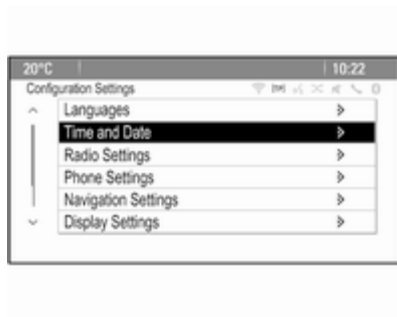 20°C 10:22
Configuration Settings
Languages
Time and Date
Radio Settings
Phone Settings
Navigation Settings
Display Settings